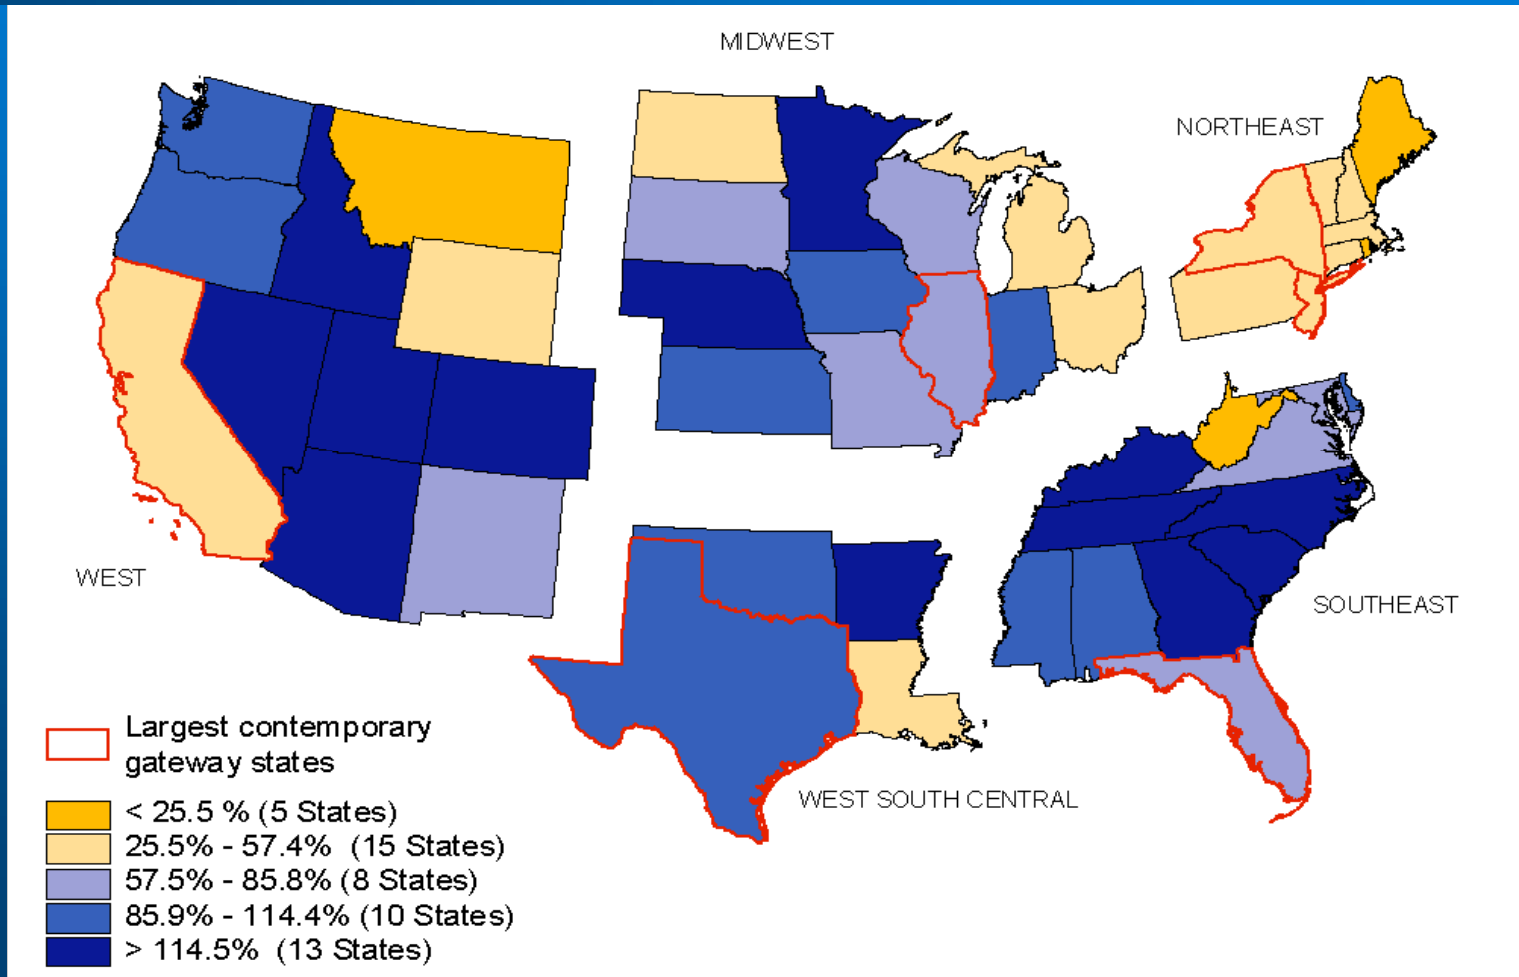 MIDWEST
NORTHEAST
WEST
SOUTHEAST
WEST SOUTH CENTRAL
Largest contemporary
gateway states
< 25.5 % (5 States)
25.5% - 57.4% (15 States)
57.5% - 85.8% (8 States)
85.9% - 114.4% (10 States)
> 114.5% (13 States)